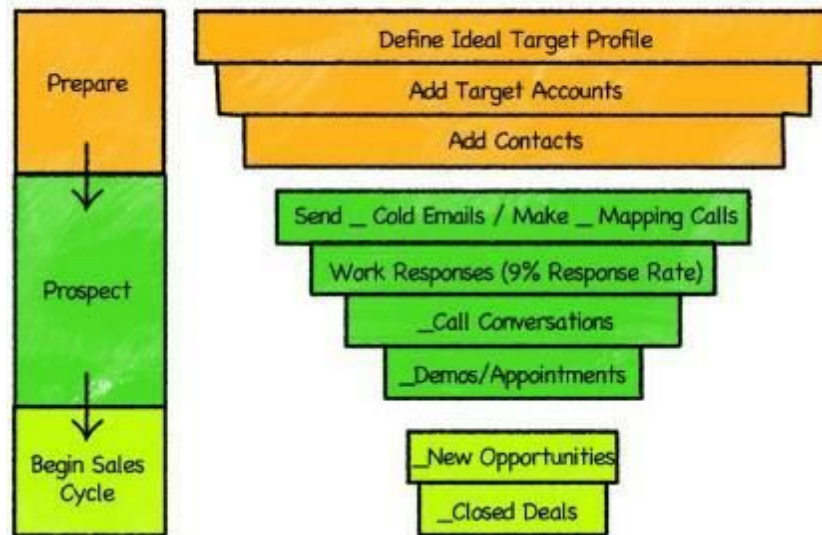 Prepare
Define Ideal Target Profile
Add Target Accounts
Add Contacts
Prospect
Send _ Cold Emails / Make _ Mapping Calls
Work Responses (9% Response Rate)
_Call Conversations
_Demos/Appointments
Begin Sales
Cycle
_New Opportunities
_Closed Deals